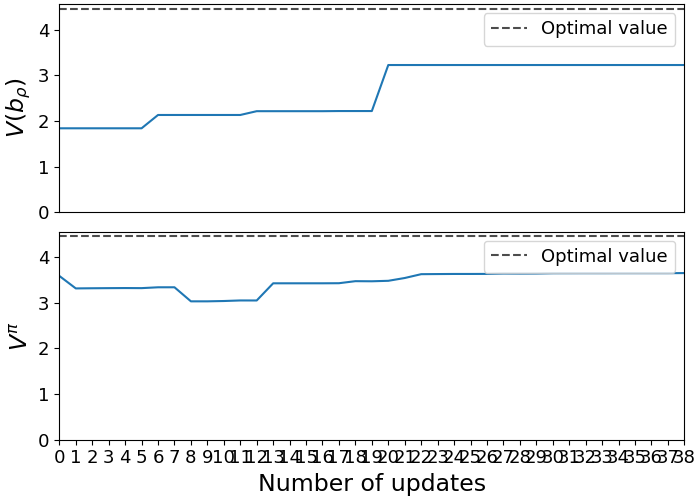 4
Optimal value
3
V(b_ρ)
2
1
0
4
Optimal value
3
V^π
2
1
0
0 1 2 3 4 5 6 7 8 9 10 11 12 13 14 15 16 17 18 19 20 21 22 23 24 25 26 27 28 29 30 31 32 33 34 35 36 37 38
Number of updates